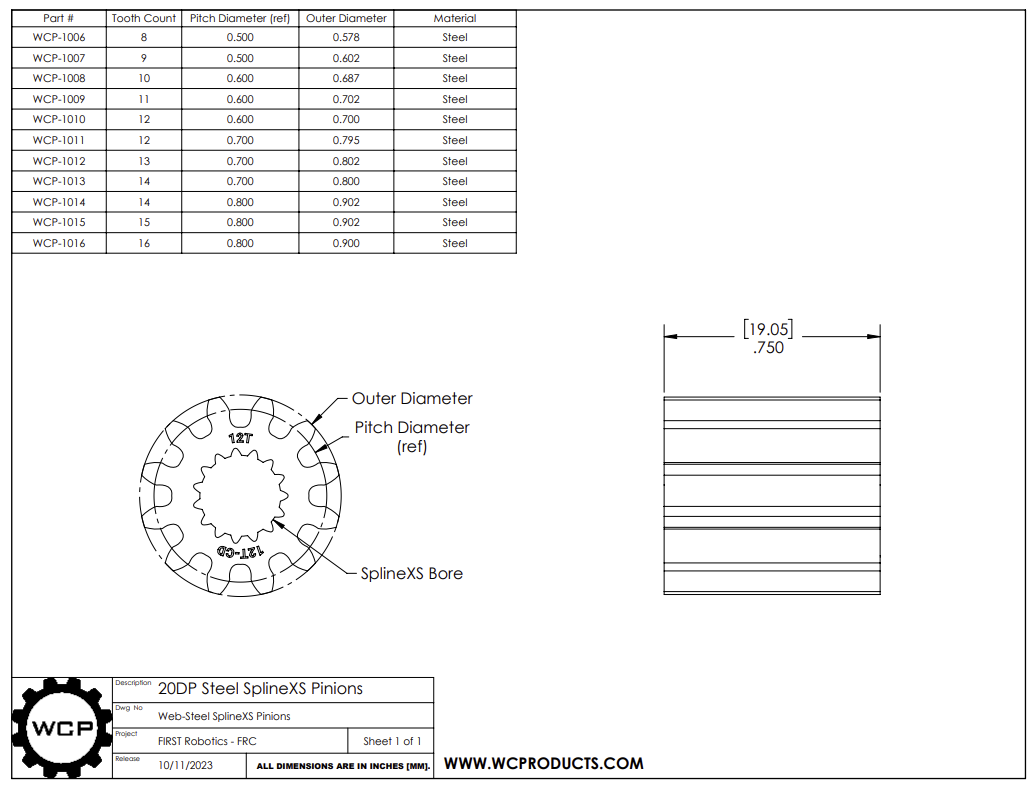 Part # Tooth Count Pitch Diameter (ref) Outer Diameter Material
WCP-1006 8 0.500 0.578 Steel
WCP-1007 9 0.500 0.602 Steel
WCP-1008 10 0.600 0.687 Steel
WCP-1009 11 0.600 0.702 Steel
WCP-1010 12 0.600 0.700 Steel
WCP-1011 12 0.700 0.795 Steel
WCP-1012 13 0.700 0.802 Steel
WCP-1013 14 0.700 0.800 Steel
WCP-1014 14 0.800 0.902 Steel
WCP-1015 15 0.800 0.902 Steel
WCP-1016 16 0.800 0.900 Steel
[19.05]
.750
Outer Diameter
Pitch Diameter
(ref)
12T
12T-CD
SplineXS Bore
WCP
Description 20DP Steel SplineXS Pinions
Dwg No Web-Steel SplineXS Pinions
Project FIRST Robotics - FRC Sheet 1 of 1
Release 10/11/2023 ALL DIMENSIONS ARE IN INCHES [MM].
WWW.WCPRODUCTS.COM